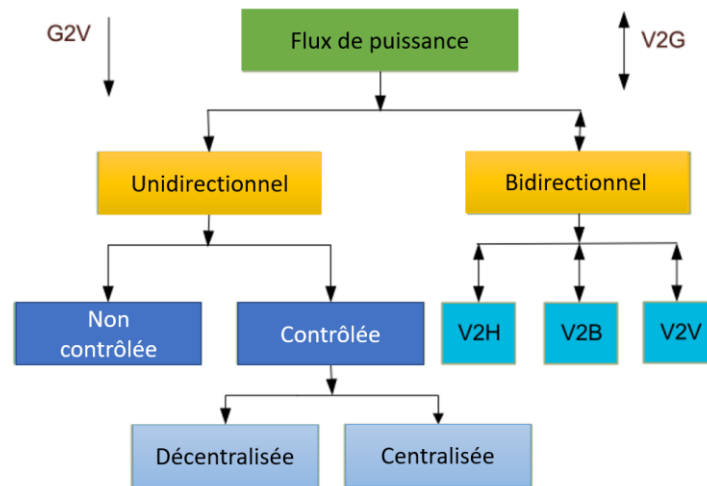 G2V
Flux de puissance
V2G
Unidirectionnel
Bidirectionnel
Non
contrôlée
Contrôlée
V2H
V2B
V2V
Décentralisée
Centralisée